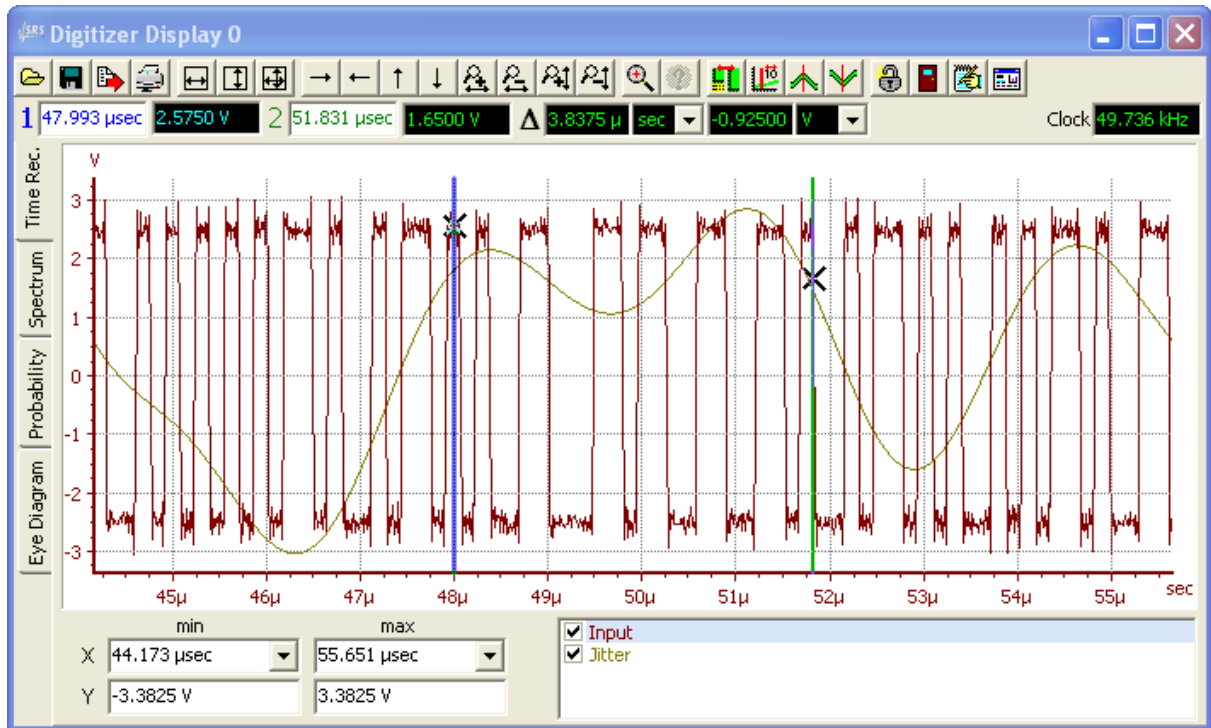 SRS Digitizer Display 0
10
1 47.993 µsec 2.5750 V 2 51.831 µsec 1.6500 V Δ 3.8375 µ sec -0.92500 V Clock 49.736 kHz
Time Rec.
Spectrum
Probability
Eye Diagram
V
3
2
1
0
-1
-2
-3
45µ 46µ 47µ 48µ 49µ 50µ 51µ 52µ 53µ 54µ 55µ sec
min max
X 44.173 µsec 55.651 µsec
Y -3.3825 V 3.3825 V
Input
Jitter